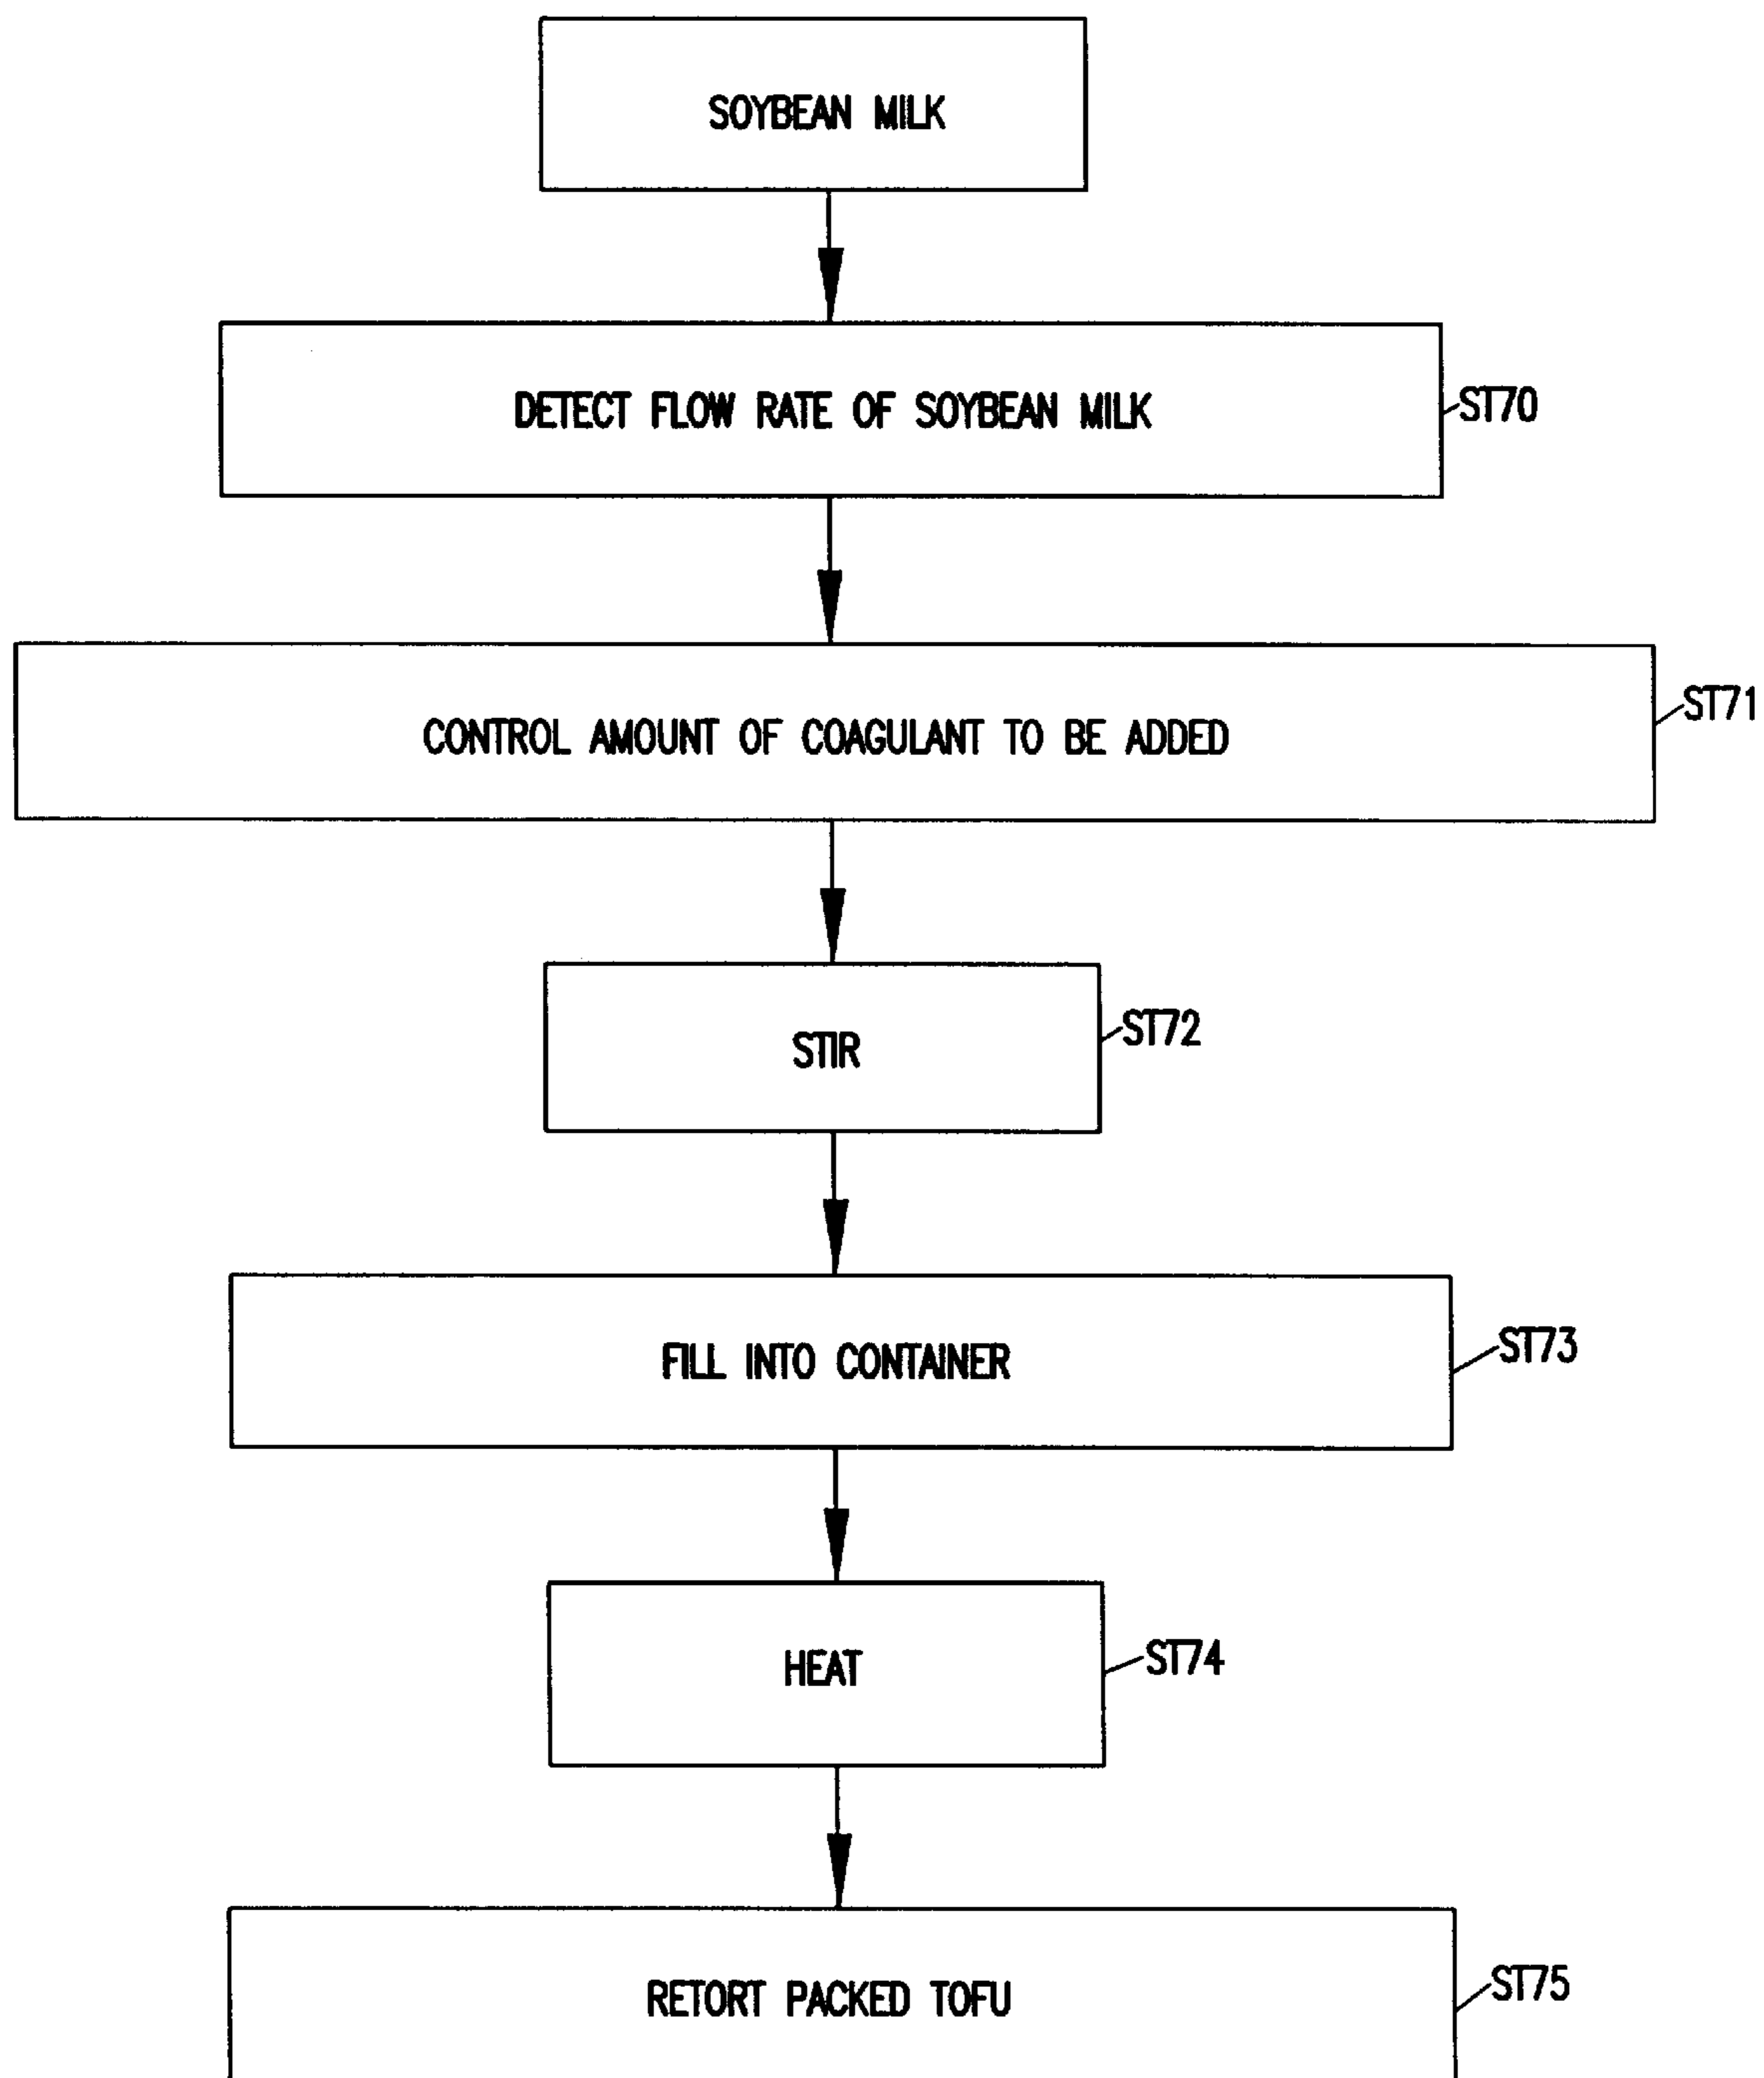 SOYBEAN MILK
DETECT FLOW RATE OF SOYBEAN MILK
ST70
CONTROL AMOUNT OF COAGULANT TO BE ADDED
ST71
STIR
ST72
FILL INTO CONTAINER
ST73
HEAT
ST74
RETORT PACKED TOFU
ST75